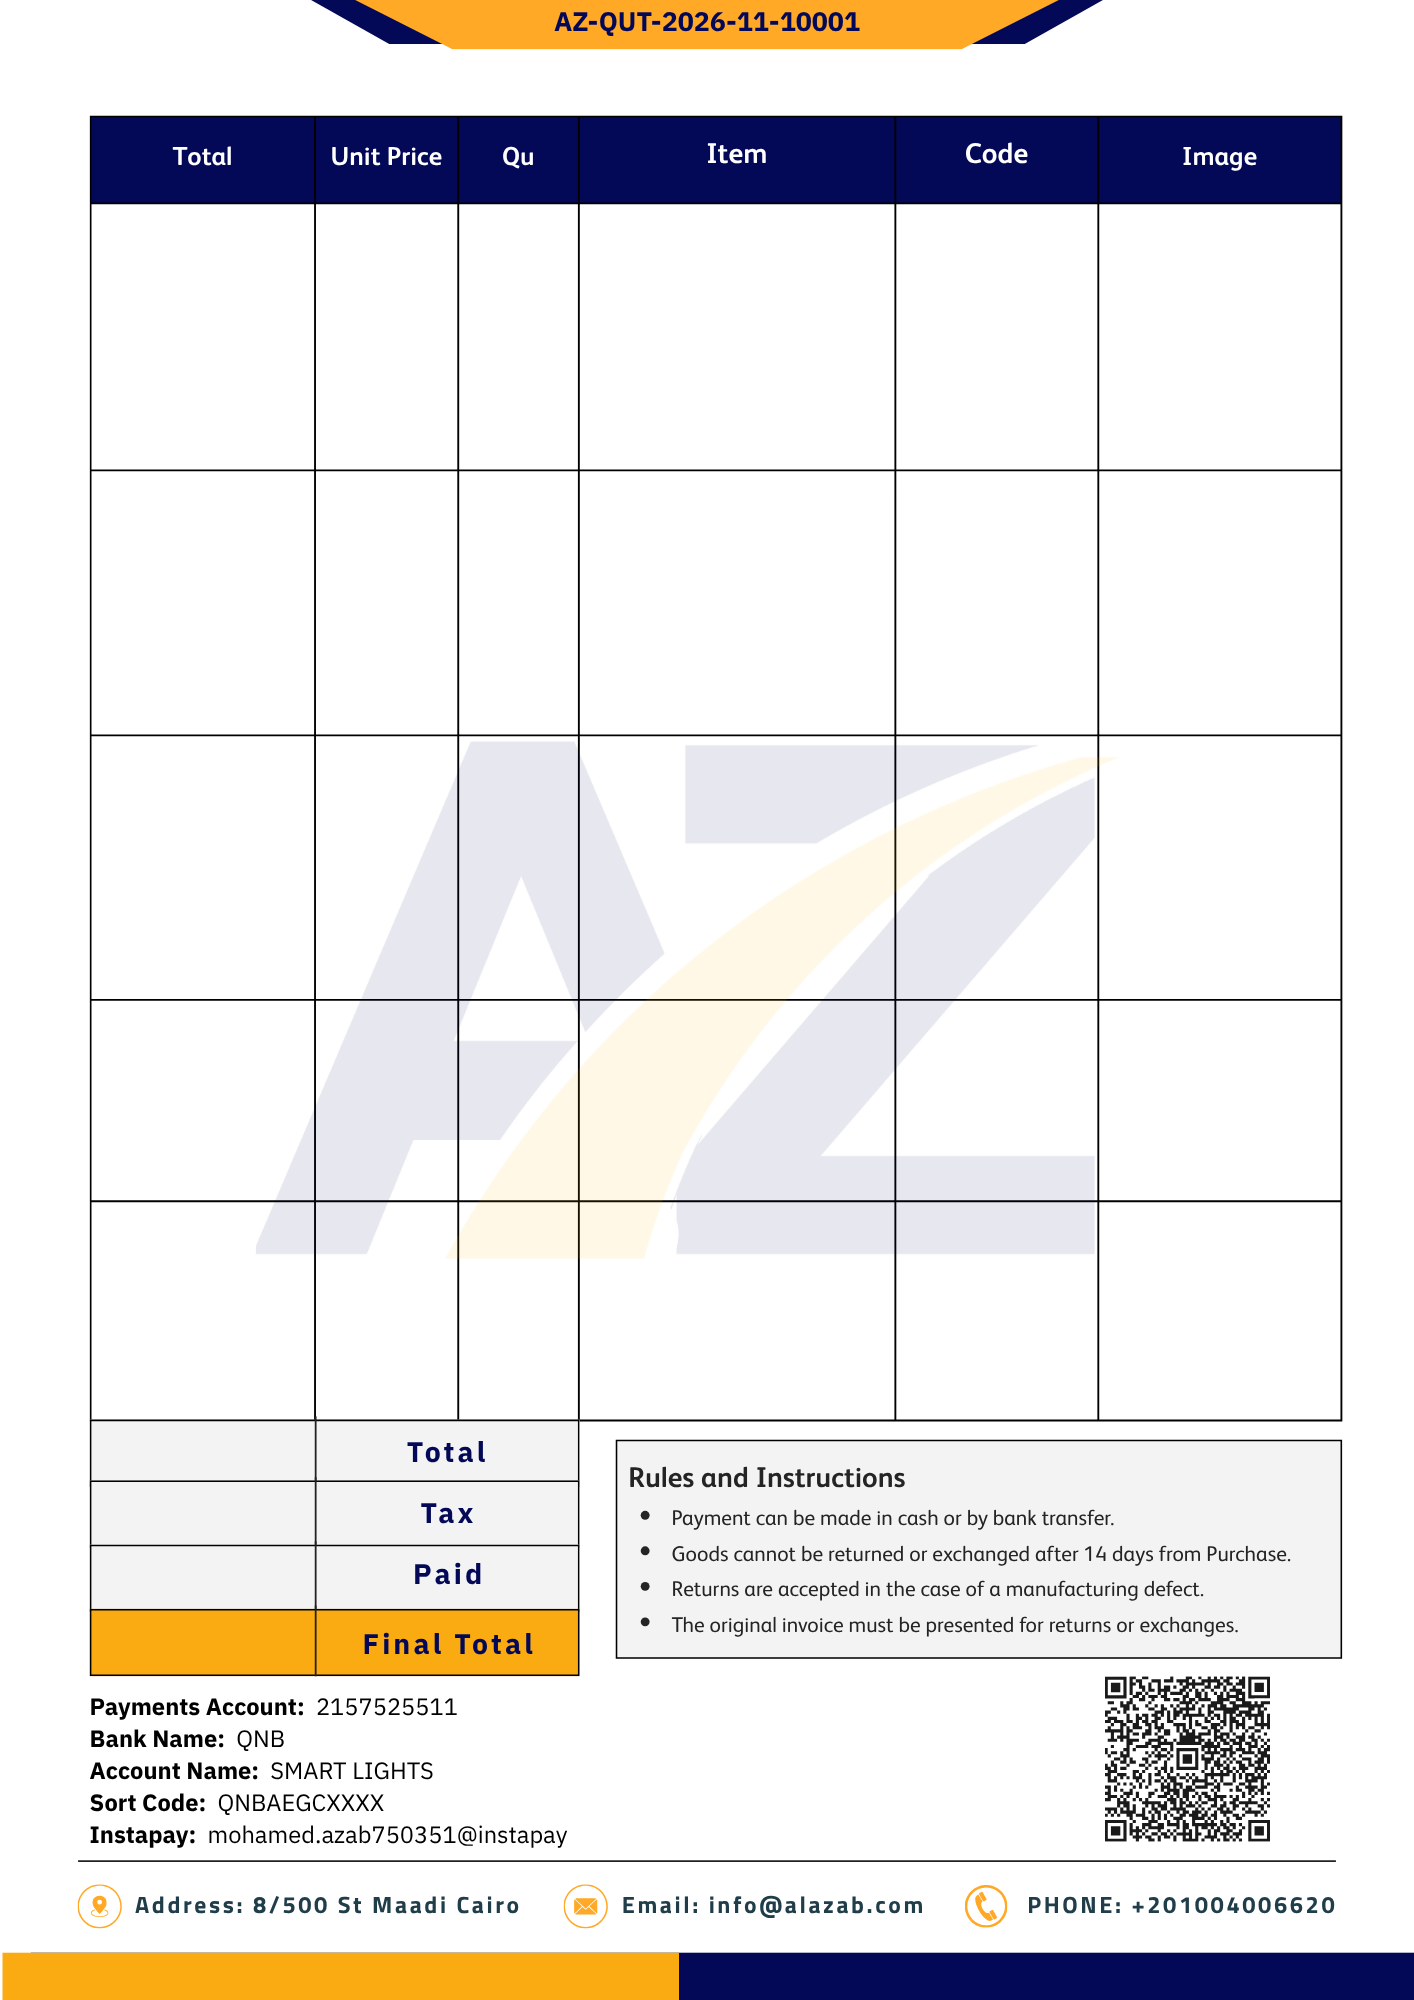 AZ-QUT-2026-11-10001
Total Unit Price Qu Item Code Image
AZ
Total
Tax
Paid
Final Total
Rules and Instructions
• Payment can be made in cash or by bank transfer.
• Goods cannot be returned or exchanged after 14 days from Purchase.
• Returns are accepted in the case of a manufacturing defect.
• The original invoice must be presented for returns or exchanges.
Payments Account: 2157525511
Bank Name: QNB
Account Name: SMART LIGHTS
Sort Code: QNBAEGCXXXX
Instapay: mohamed.azab750351@instapay
Address: 8/500 St Maadi Cairo
Email: info@alazab.com
PHONE: +201004006620